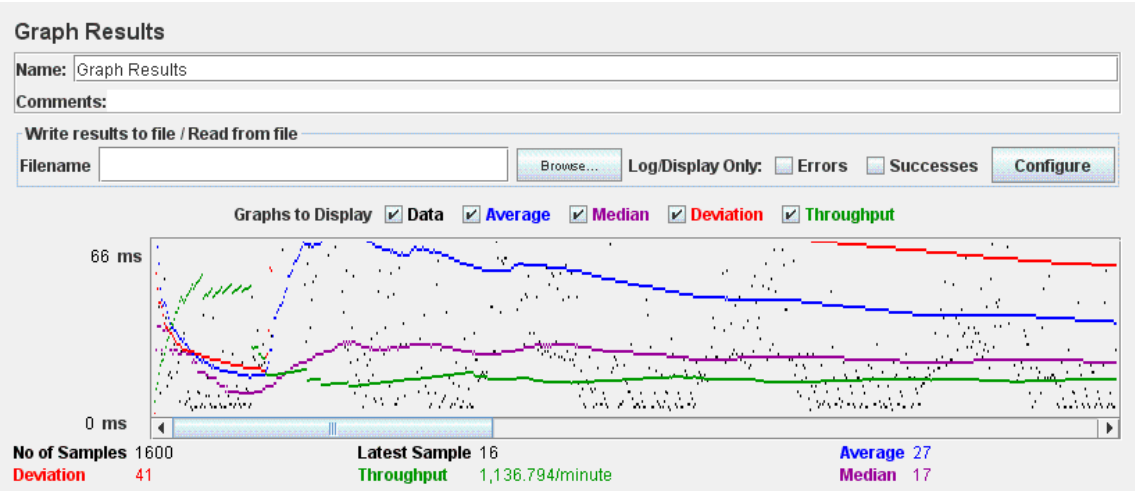 Graph Results
Name: Graph Results
Comments:
Write results to file / Read from file
Filename Browse... Log/Display Only: Errors Successes Configure
Graphs to Display Data Average Median Deviation Throughput
66 ms
0 ms
No of Samples 1600 Latest Sample 16 Average 27
Deviation 41 Throughput 1,136.794/minute Median 17